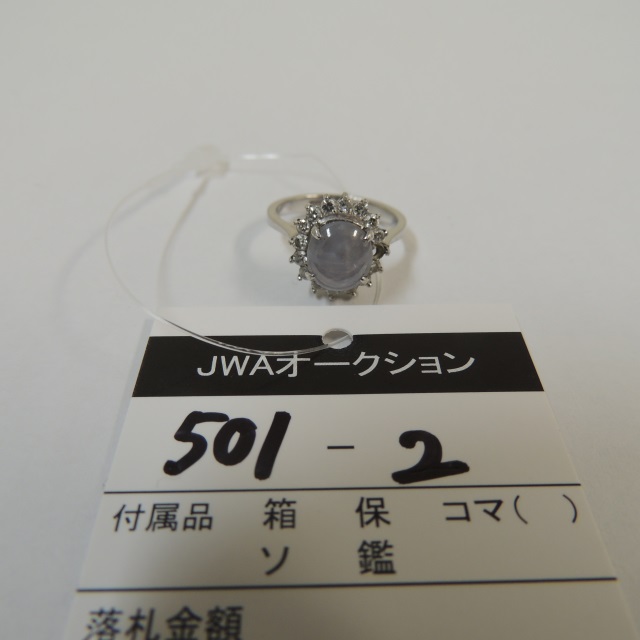 JWAオークション
501-2
付属品 箱 保 コマ( )
ソ 鑑
落札金額